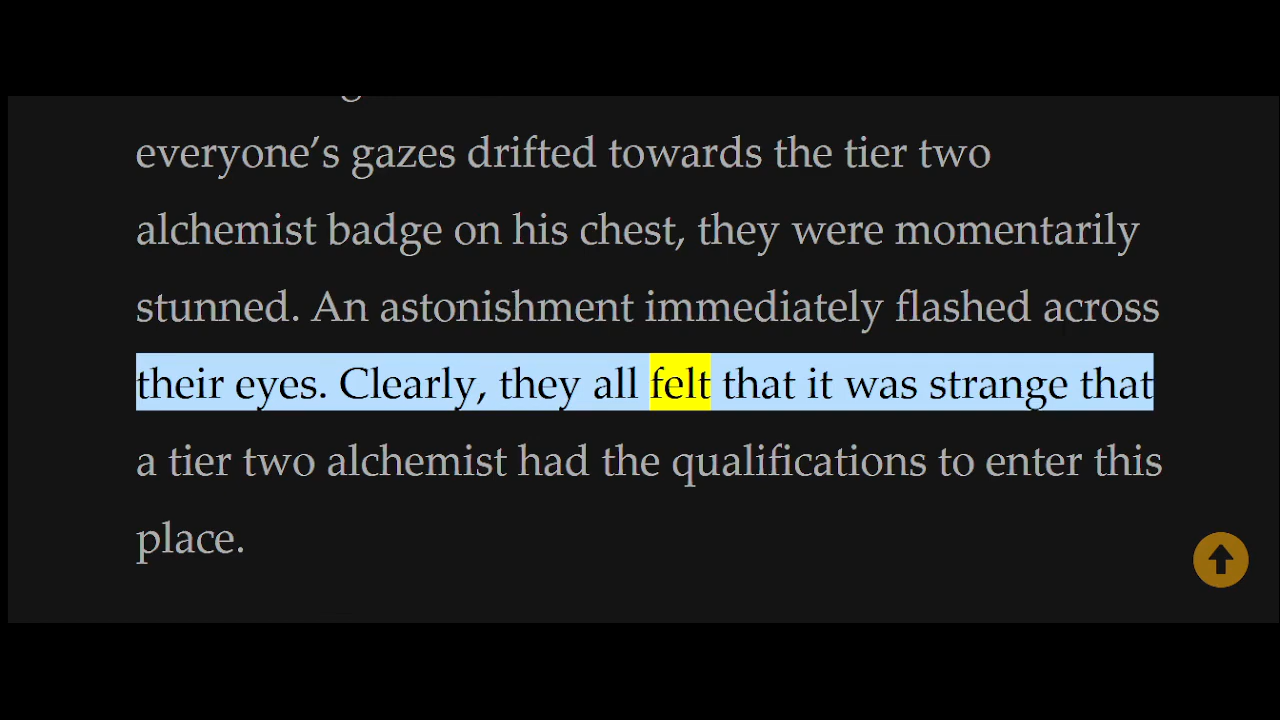 everyone’s gazes drifted towards the tier two
alchemist badge on his chest, they were momentarily
stunned. An astonishment immediately flashed across
their eyes. Clearly, they all felt that it was strange that
a tier two alchemist had the qualifications to enter this
place.